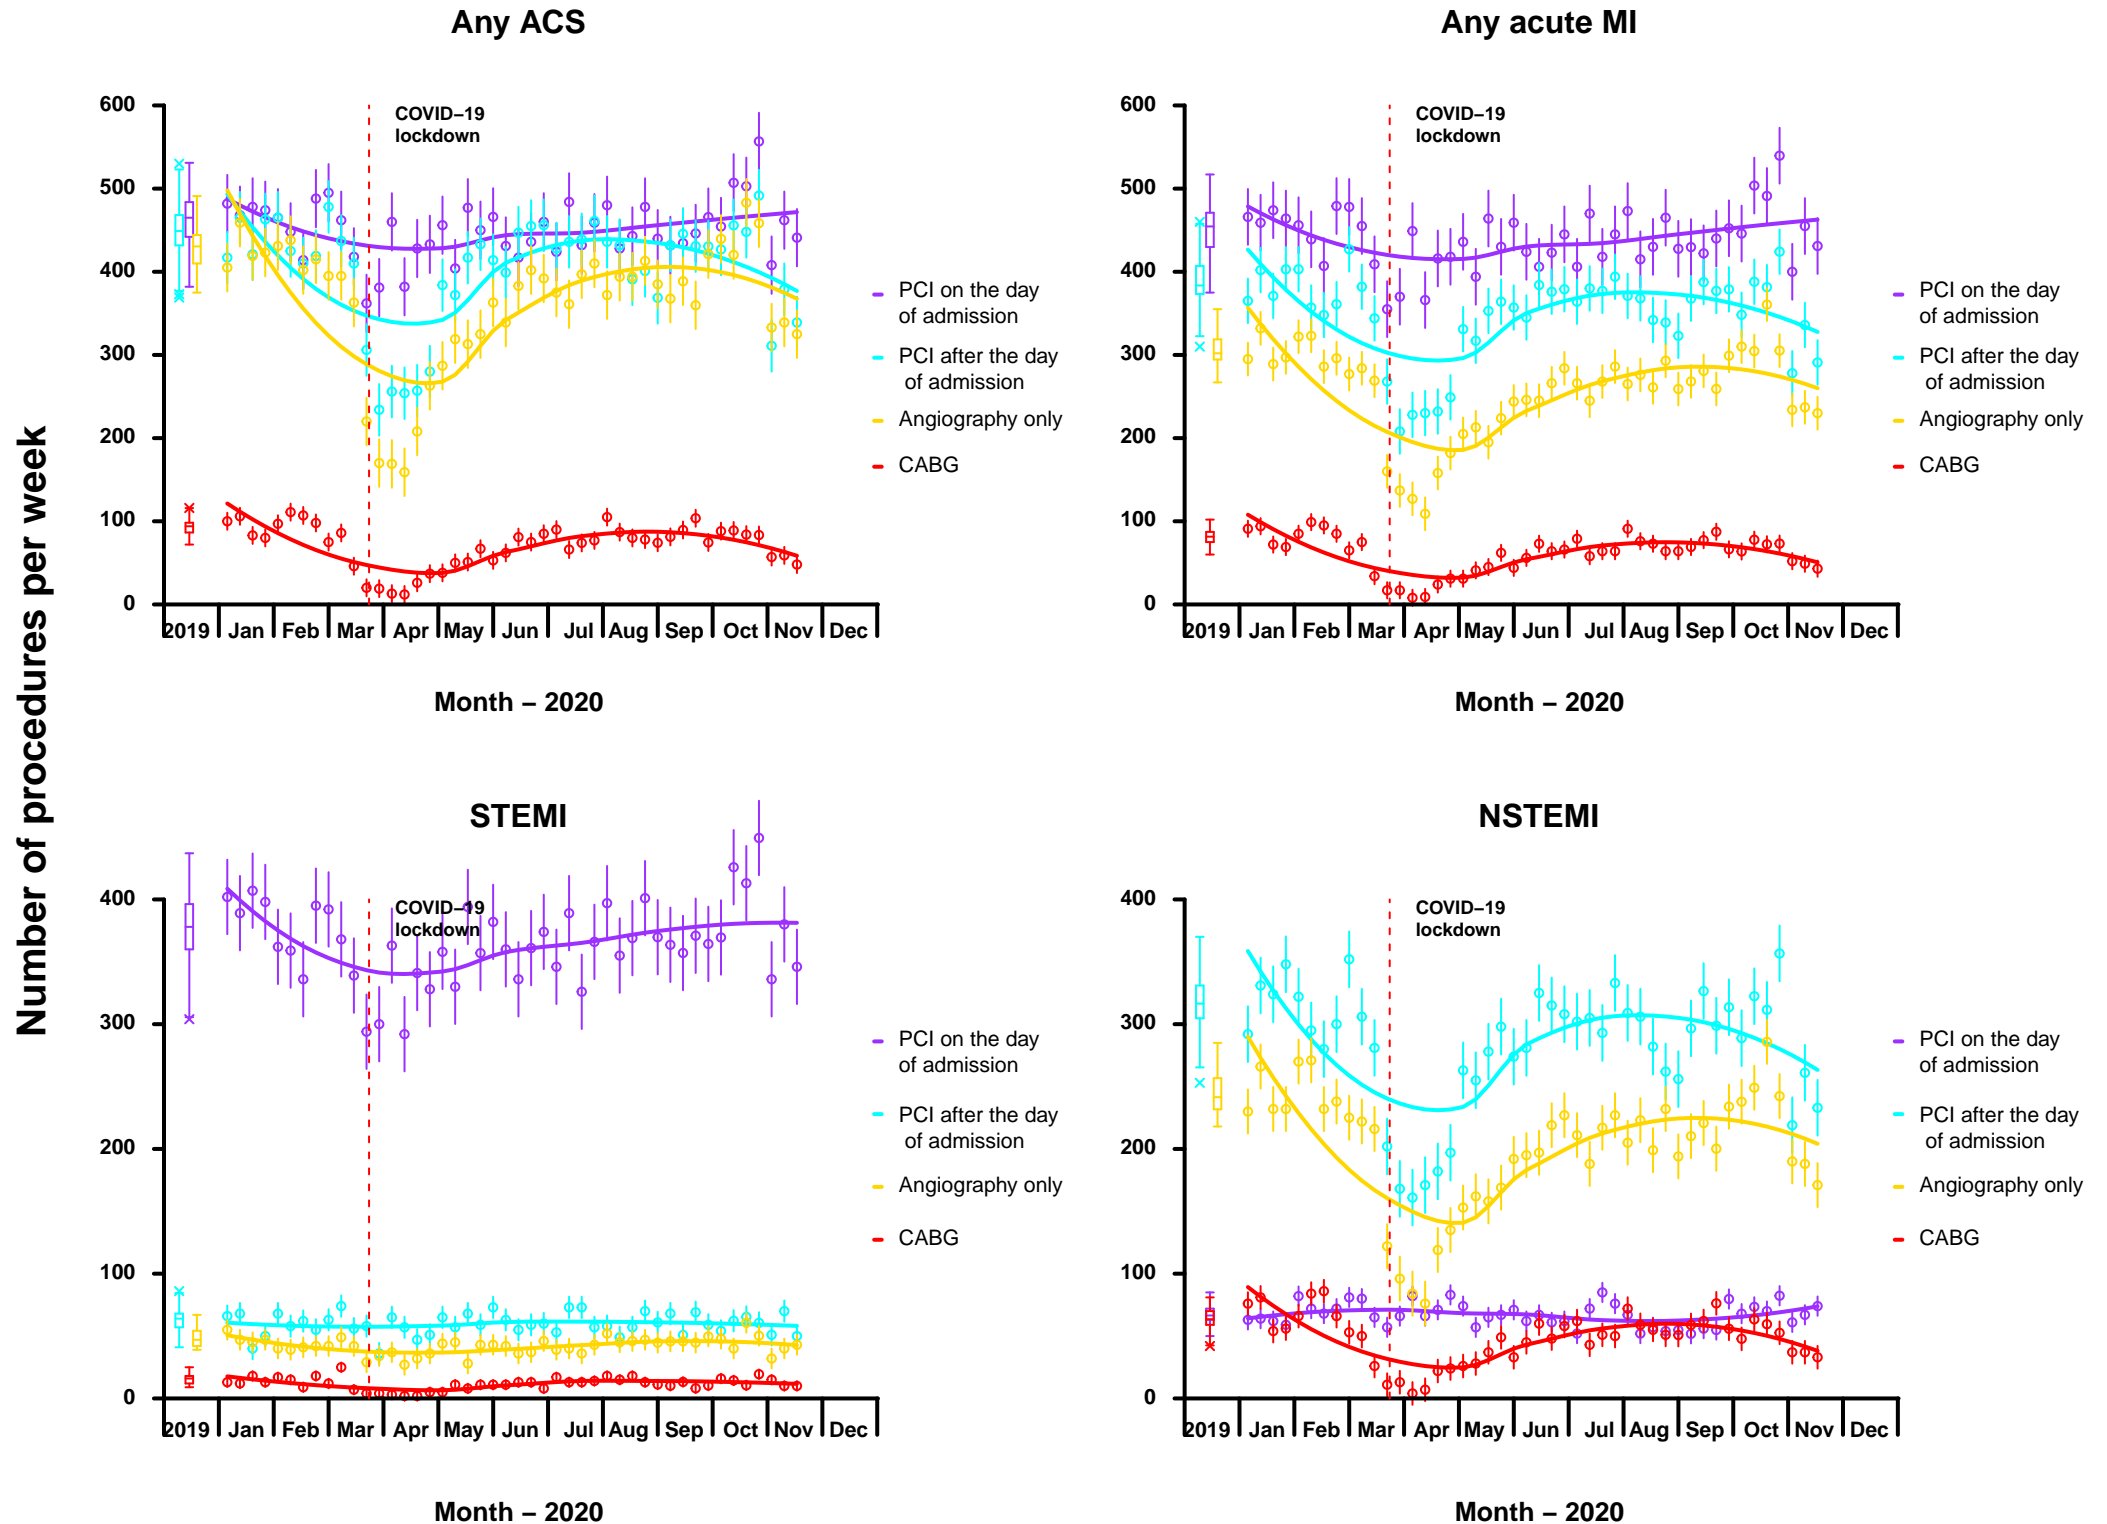 Any ACS
Any acute MI
Number of procedures per week
600
500
400
300
200
100
0
COVID−19
lockdown
PCI on the day
of admission
PCI after the day
of admission
Angiography only
CABG
2019 Jan Feb Mar Apr May Jun Jul Aug Sep Oct Nov Dec
Month − 2020
600
500
400
300
200
100
0
COVID−19
lockdown
PCI on the day
of admission
PCI after the day
of admission
Angiography only
CABG
2019 Jan Feb Mar Apr May Jun Jul Aug Sep Oct Nov Dec
Month − 2020
STEMI
400
300
200
100
0
COVID−19
lockdown
PCI on the day
of admission
PCI after the day
of admission
Angiography only
CABG
2019 Jan Feb Mar Apr May Jun Jul Aug Sep Oct Nov Dec
Month − 2020
NSTEMI
400
300
200
100
0
COVID−19
lockdown
PCI on the day
of admission
PCI after the day
of admission
Angiography only
CABG
2019 Jan Feb Mar Apr May Jun Jul Aug Sep Oct Nov Dec
Month − 2020